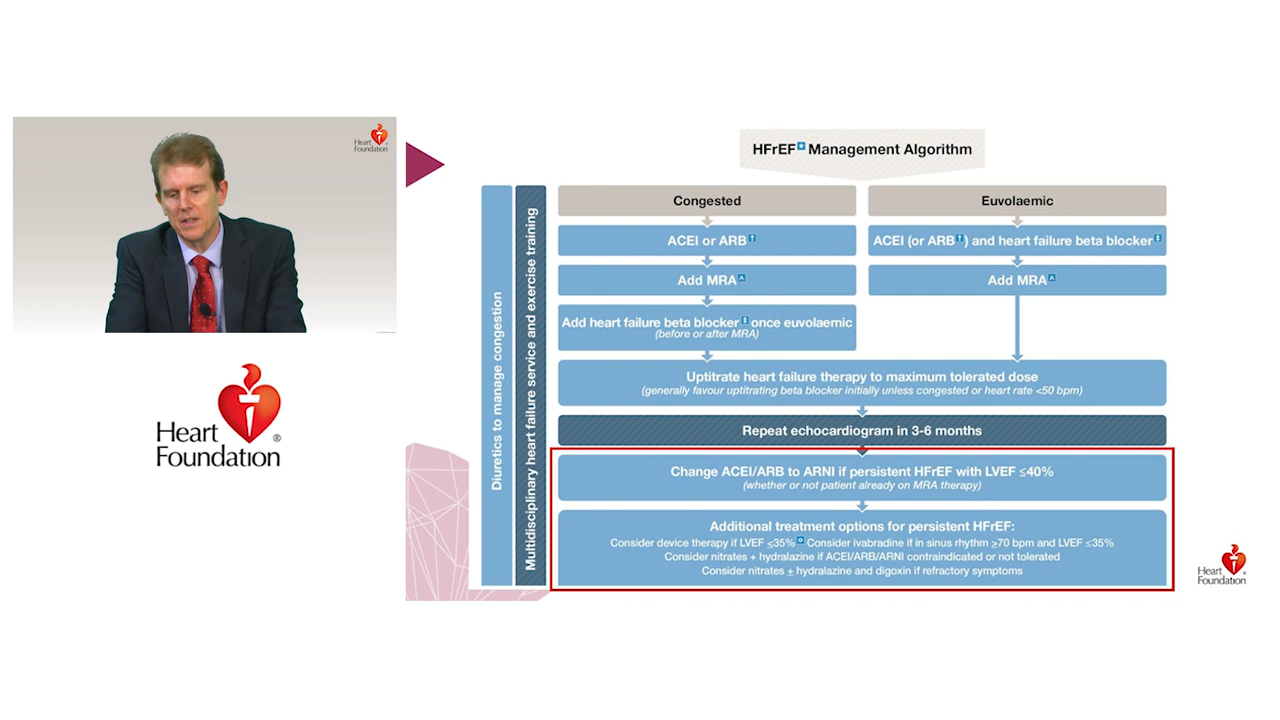 Heart
Foundation
Heart
Foundation
®
HFrEF* Management Algorithm
Diuretics to manage congestion
Multidisciplinary heart failure service and exercise training
Congested
Euvolaemic
ACEI or ARB†
ACEI (or ARB†) and heart failure beta blocker‡
Add MRA^
Add MRA^
Add heart failure beta blocker‡ once euvolaemic
(before or after MRA)
Uptitrate heart failure therapy to maximum tolerated dose
(generally favour uptitrating beta blocker initially unless congested or heart rate <50 bpm)
Repeat echocardiogram in 3-6 months
Change ACEI/ARB to ARNI if persistent HFrEF with LVEF ≤40%
(whether or not patient already on MRA therapy)
Additional treatment options for persistent HFrEF:
Consider device therapy if LVEF ≤35% Consider ivabradine if in sinus rhythm ≥70 bpm and LVEF ≤35%
Consider nitrates + hydralazine if ACEI/ARB/ARNI contraindicated or not tolerated
Consider nitrates ± hydralazine and digoxin if refractory symptoms
Heart
Foundation